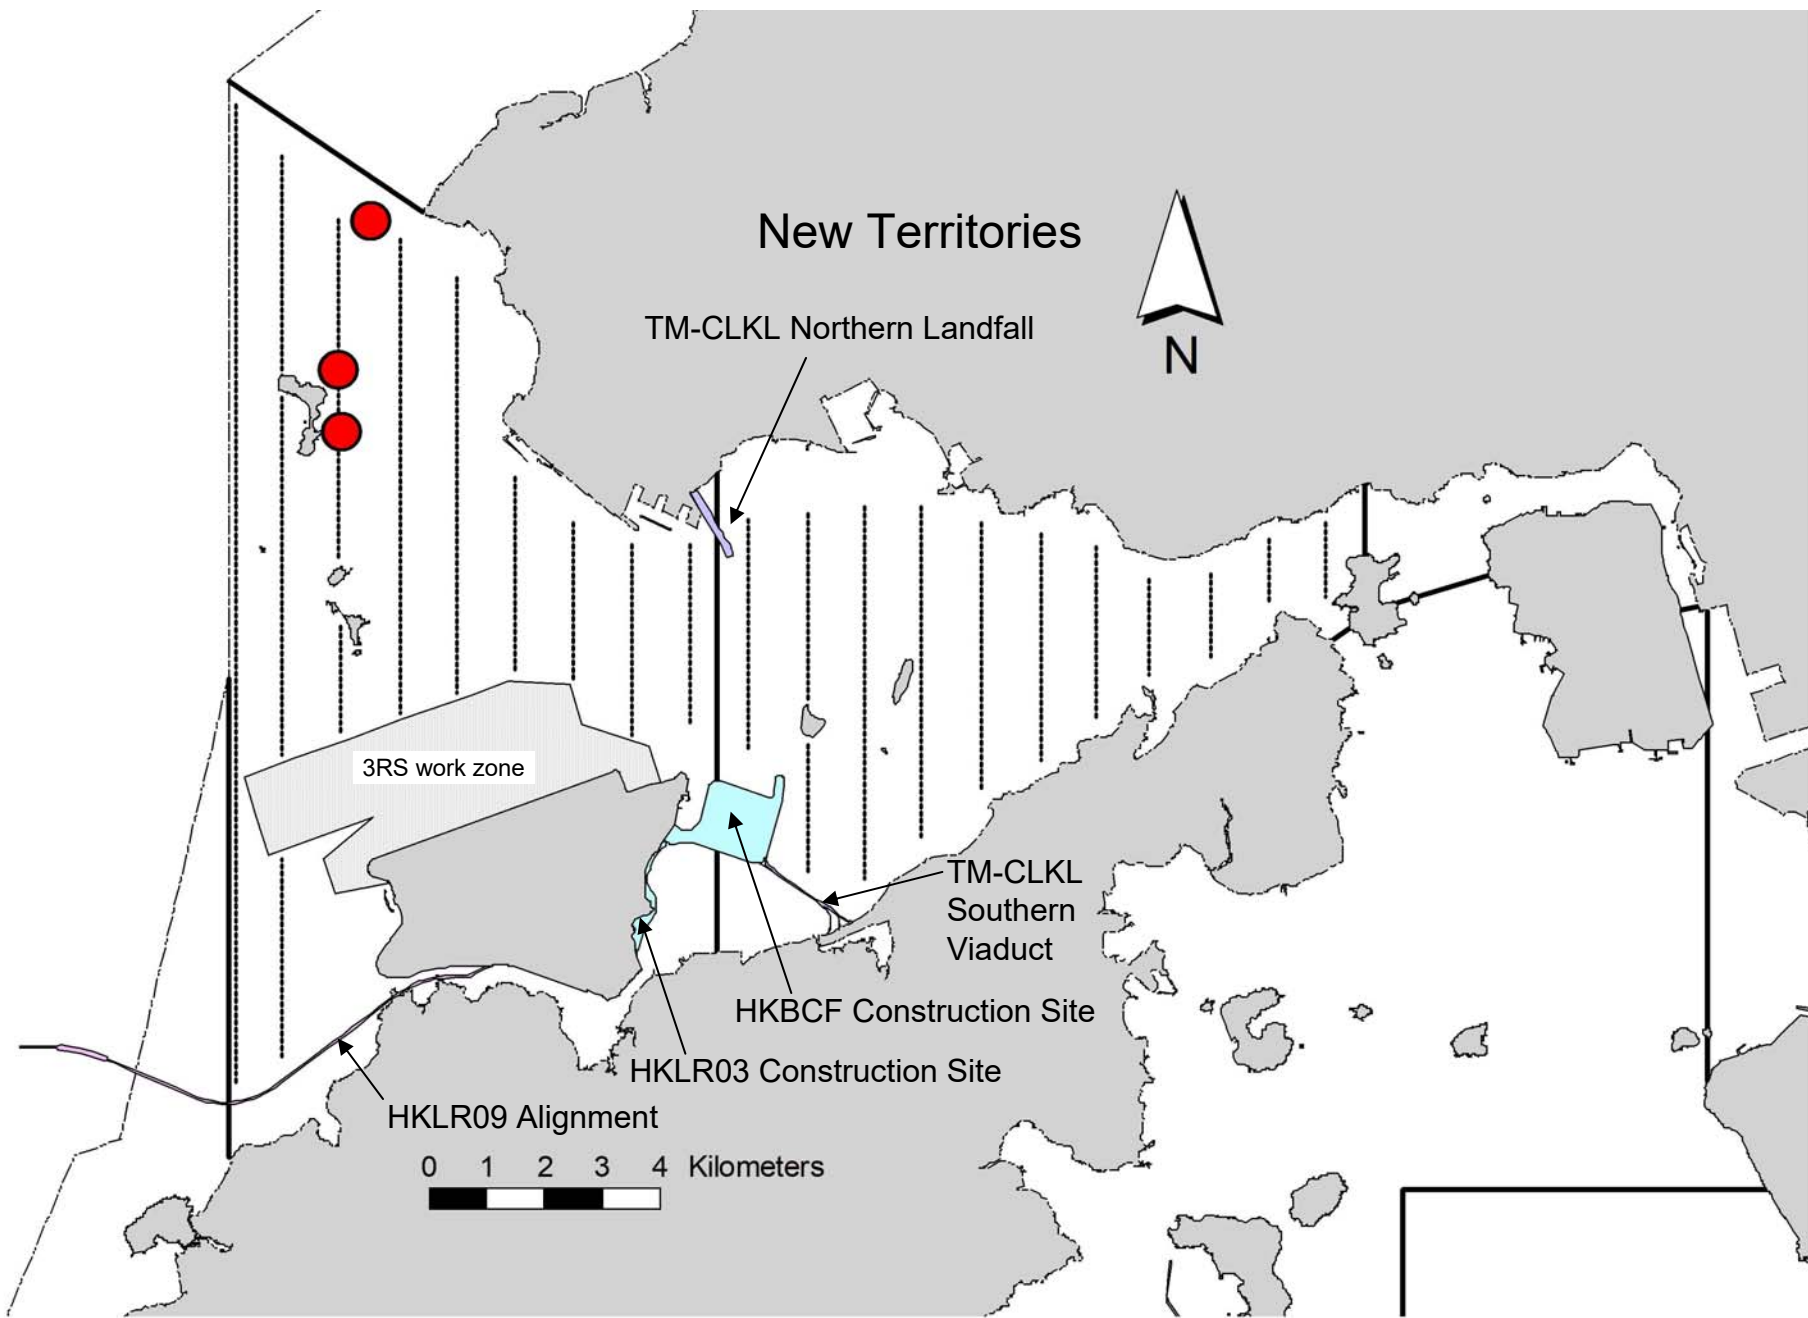 New Territories
TM-CLKL Northern Landfall
N
3RS work zone
TM-CLKL
Southern
Viaduct
HKBCF Construction Site
HKLR03 Construction Site
HKLR09 Alignment
0 1 2 3 4 Kilometers